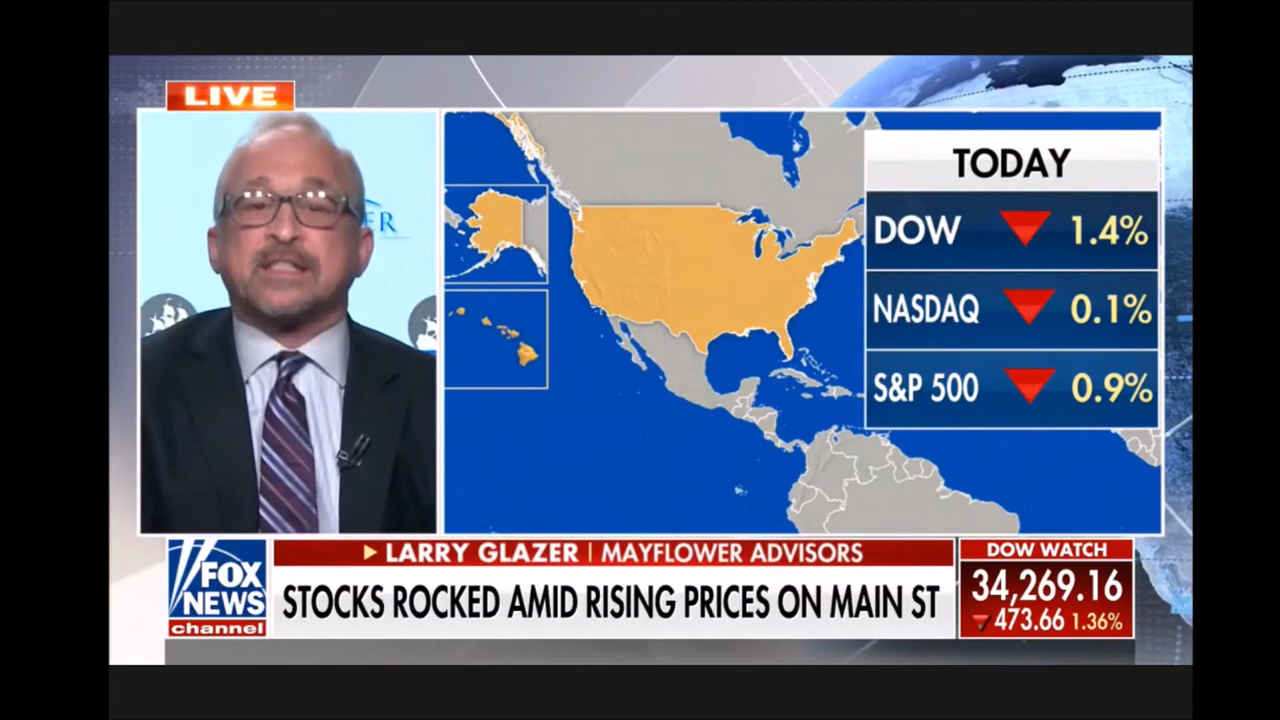 LIVE
ER
TODAY
DOW 1.4%
NASDAQ 0.1%
S&P 500 0.9%
LARRY GLAZER | MAYFLOWER ADVISORS
STOCKS ROCKED AMID RISING PRICES ON MAIN ST
FOX
NEWS
channel
DOW WATCH
34,269.16
473.66 1.36%